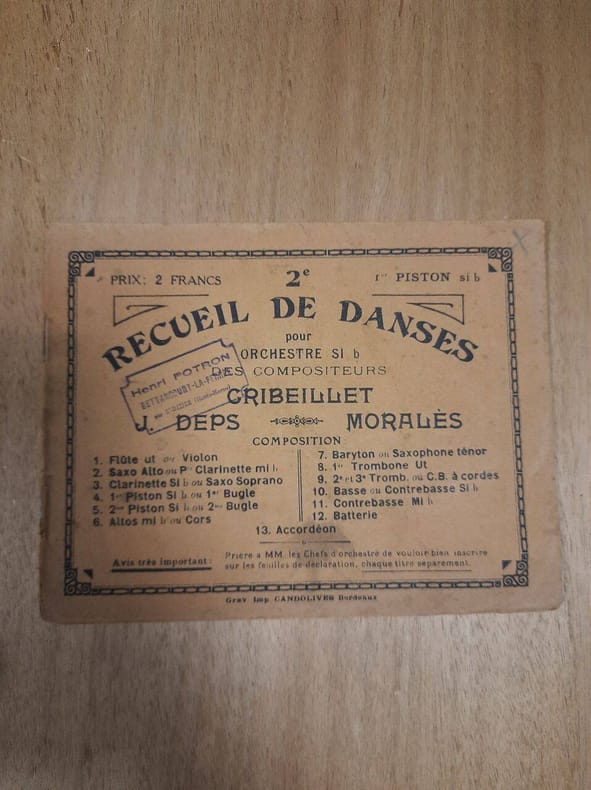 PRIX: 2 FRANCS
2e
1er PISTON si b
RECUEIL DE DANSES
pour
ORCHESTRE SI b
DES COMPOSITEURS
CRIBEILLET
J. DEPS MORALÈS
Henri POTRON
BETTANCOURT-LA-FERRÉE
COMPOSITION
1. Flûte ut ou Violon
2. Saxo Alto ou Pte Clarinette mi b
3. Clarinette Si b ou Saxo Soprano
4. 1er Piston Si b ou 1er Bugle
5. 2me Piston Si b ou 2me Bugle
6. Altos mi b ou Cors
7. Baryton ou Saxophone ténor
8. 1er Trombone Ut
9. 2e et 3e Tromb. ou C.B. à cordes
10. Basse ou Contrebasse Si b
11. Contrebasse Mi b
12. Batterie
13. Accordéon
Avis très important:
Prière a MM. les Chefs d'orchestre de vouloir bien inscrire
sur les feuilles de déclaration, chaque titre séparément.
Grav Imp CANDOLIVES Bordeaux